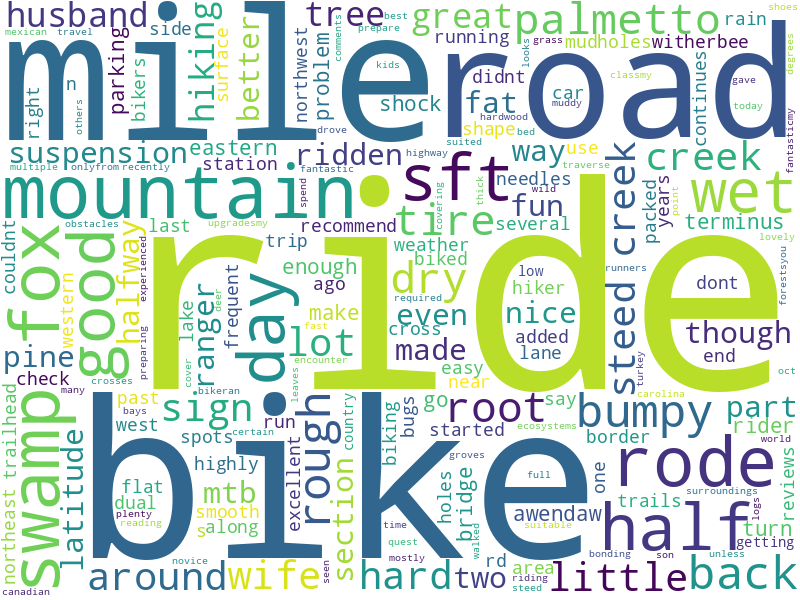 husband
mexican
travel
side
tree
great
palmetto
best
prepare
rain
shoes
parking
bikers
hiking
surface
better
northwest
problem
comments
running
mudholes
witherbee
looks
grass
degrees
mile
road
right
n
others
kids
didnt
car
classmy
gave
today
continues
fantasticmy
shock
fat
shape
hardwood
bed
muddy
drove
suspension
eastern
station
ridden
highway
way
suited
use
traverse
creek
multiple
onlyfrom
recently
fantastic
needles
mountain
sft
wet
spend
recommend
tire
several
thick
wild
fun
covering
steed creek
packed
years
point
terminus
obstacles
upgradesmy
last
trip
weather
biked
dry
couldnt
fox
good
western
halfway
experienced
lake
ranger
frequent
day
enough
ago
make
lot
cross
required
even
made
low
hiker
nice
added
lane
dont
though
end
lovely
runners
forestsyou
ride
pine
check
crosses
many
preparing
cover
deer
fast
encounter
easy
near
turkey
oct
carolina
swamp
latitude
past
bays
west
sign
bikeran
leaves
run
rough
root
go
say
bumpy
part
rider
northeast trailhead
spots
certain
country
biking
bugs
started
ecosystems
border
world
reviews
highly
mtb
flat
dual
plenty
smooth
reading
s
along
excellent
section
groves
holes
bridge
full
awendaw
one
rode
trails
surroundings
turn
logs
bike
time
quest
walked
suitable
half
getting
novice
seen
mostly
rd
area
bonding
son
unless
canadian
around
wife
hard
two
riding
steed
little
back